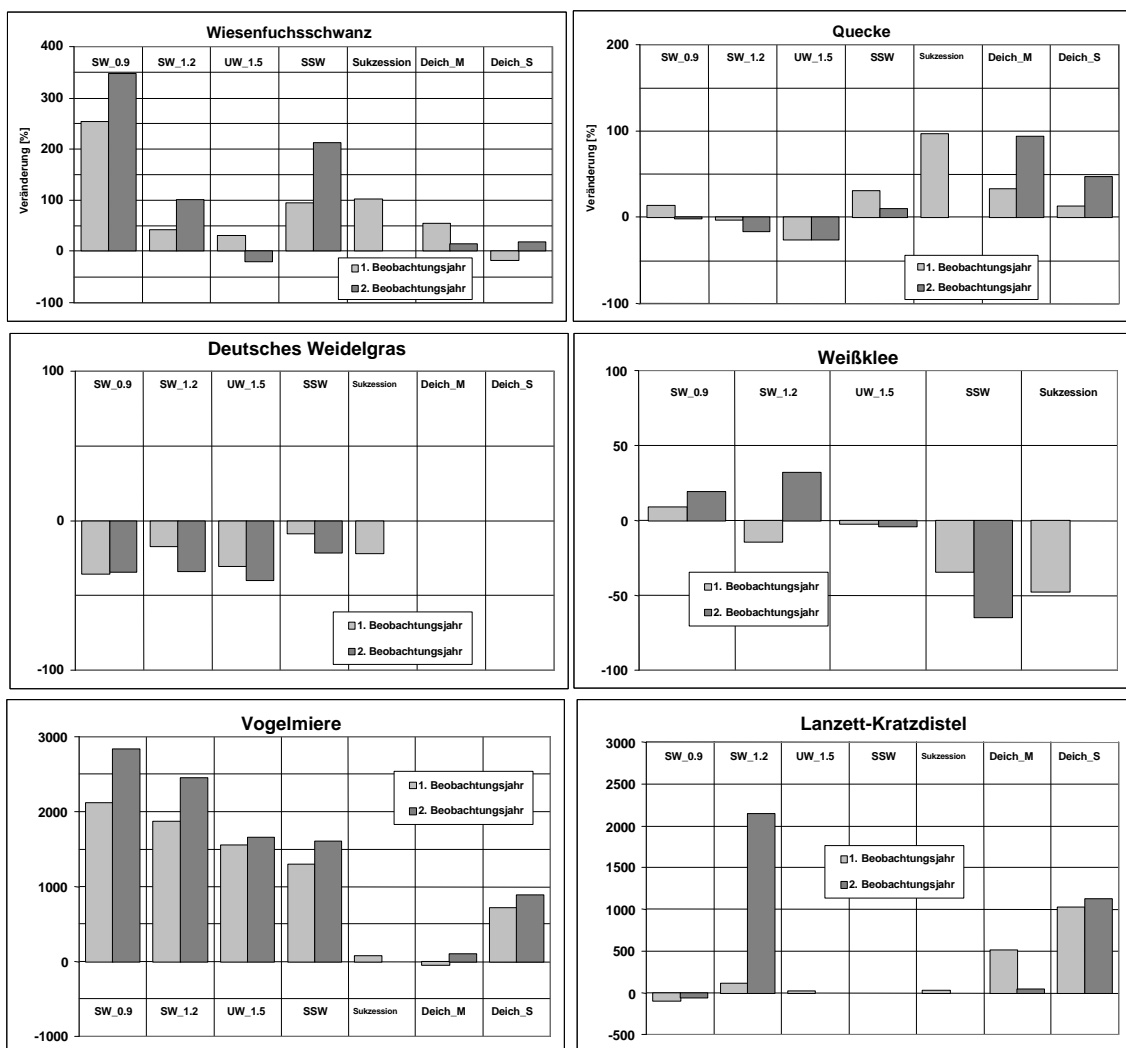 Wiesenfuchsschwanz
400
300
200
100
0
-100
Veränderung [%]
SW_0.9 SW_1.2 UW_1.5 SSW Sukzession Deich_M Deich_S
1. Beobachtungsjahr
2. Beobachtungsjahr
Quecke
200
100
0
-100
Veränderung [%]
SW_0.9 SW_1.2 UW_1.5 SSW Sukzession Deich_M Deich_S
1. Beobachtungsjahr
2. Beobachtungsjahr
Deutsches Weidelgras
100
0
-100
SW_0.9 SW_1.2 UW_1.5 SSW Sukzession Deich_M Deich_S
1. Beobachtungsjahr
2. Beobachtungsjahr
Weißklee
100
50
0
-50
-100
SW_0.9 SW_1.2 UW_1.5 SSW Sukzession
1. Beobachtungsjahr
2. Beobachtungsjahr
Vogelmiere
3000
2000
1000
0
-1000
1. Beobachtungsjahr
2. Beobachtungsjahr
SW_0.9 SW_1.2 UW_1.5 SSW Sukzession Deich_M Deich_S
Lanzett-Kratzdistel
3000
2500
2000
1500
1000
500
0
-500
SW_0.9 SW_1.2 UW_1.5 SSW Sukzession Deich_M Deich_S
1. Beobachtungsjahr
2. Beobachtungsjahr